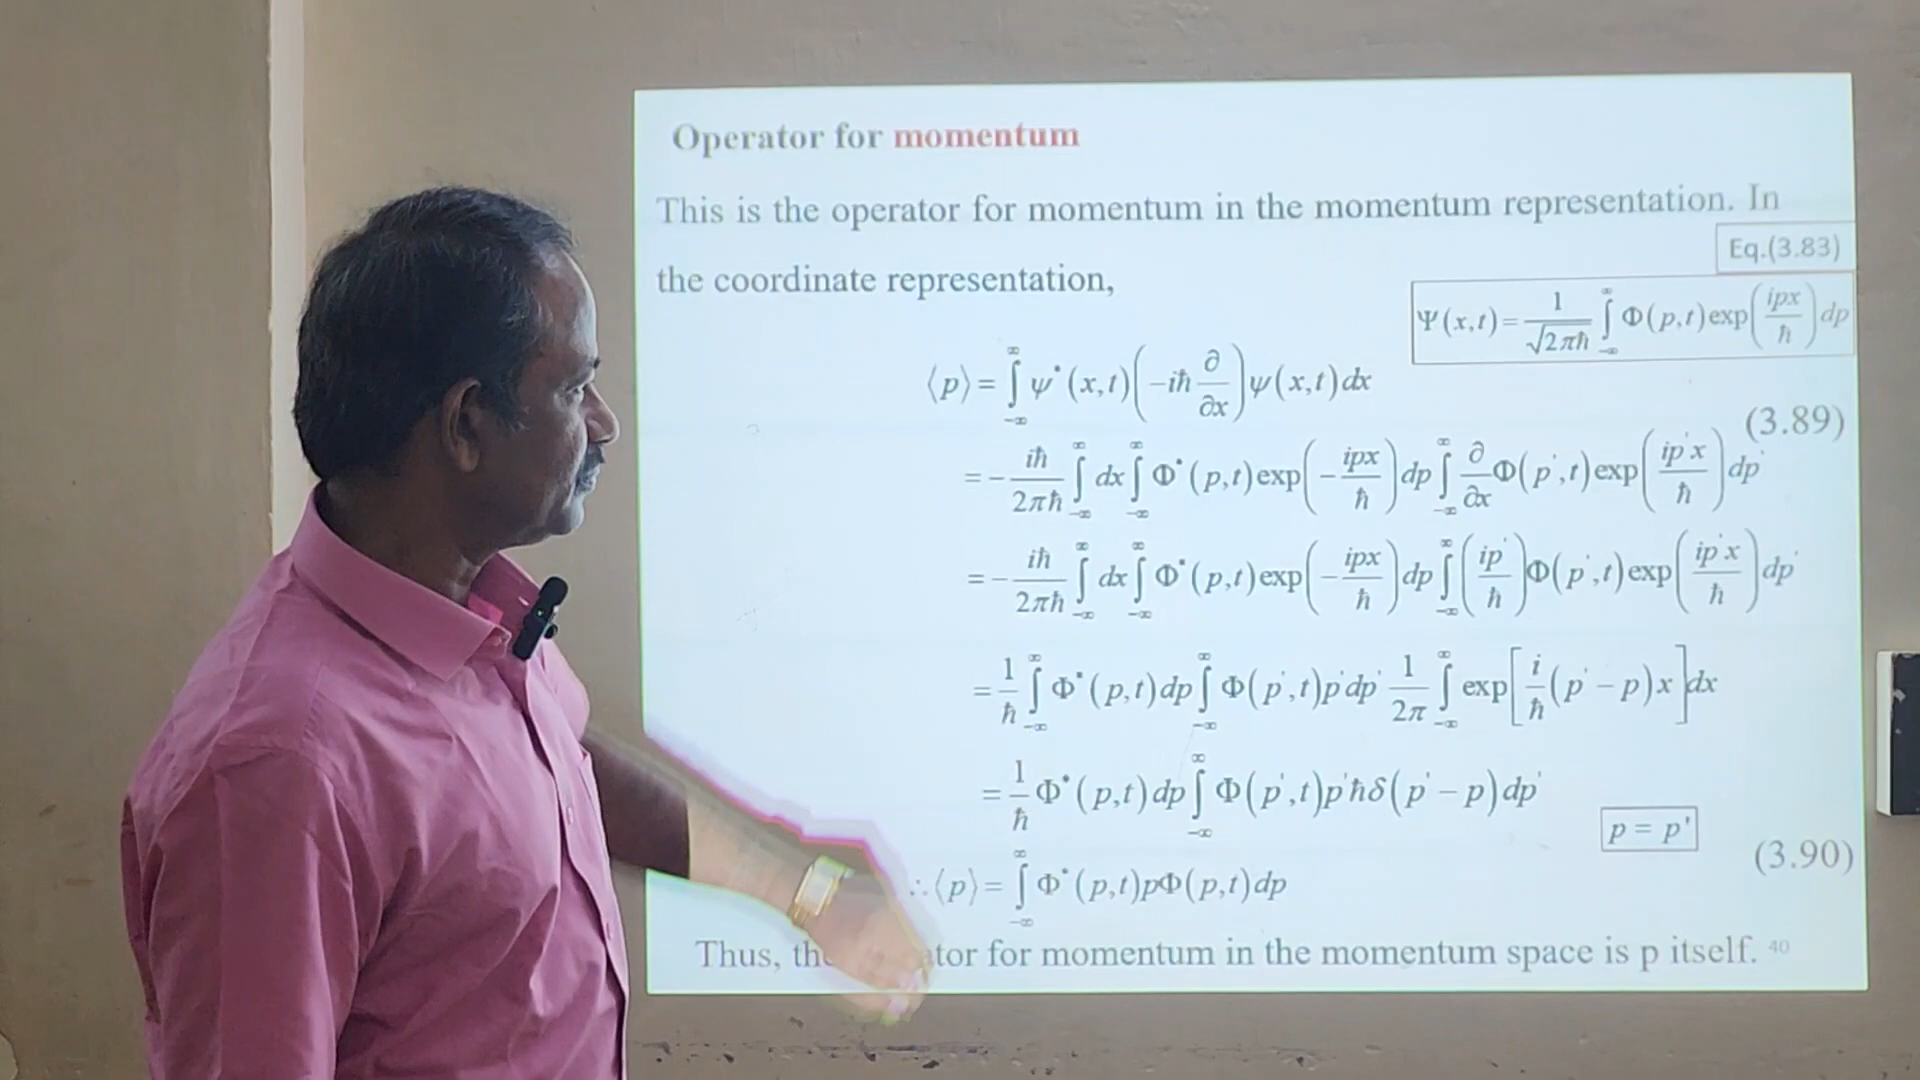 Operator for momentum
This is the operator for momentum in the momentum representation. In
Eq.(3.83)
the coordinate representation,
Ψ(x,t)=1/√2πħ ∫_{-∞}^{∞} Φ(p,t)exp(ipx/ħ)dp
⟨p⟩= ∫_{-∞}^{∞} ψ*(x,t)(-iħ ∂/∂x)ψ(x,t)dx
(3.89)
=- iħ/2πħ ∫_{-∞}^{∞} dx ∫_{-∞}^{∞} Φ*(p,t)exp(-ipx/ħ)dp ∫_{-∞}^{∞} ∂/∂x Φ(p',t)exp(ip'x/ħ)dp'
=- iħ/2πħ ∫_{-∞}^{∞} dx ∫_{-∞}^{∞} Φ*(p,t)exp(-ipx/ħ)dp ∫_{-∞}^{∞} (ip'/ħ)Φ(p',t)exp(ip'x/ħ)dp'
= 1/ħ ∫_{-∞}^{∞} Φ*(p,t)dp ∫_{-∞}^{∞} Φ(p',t)p'dp' 1/2π ∫_{-∞}^{∞} exp[i/ħ(p'-p)x]dx
= 1/ħ Φ*(p,t)dp ∫_{-∞}^{∞} Φ(p',t)p'ħδ(p'-p)dp'
p = p'
(3.90)
∴⟨p⟩= ∫_{-∞}^{∞} Φ*(p,t)pΦ(p,t)dp
Thus, for momentum in the momentum space is p itself. 40